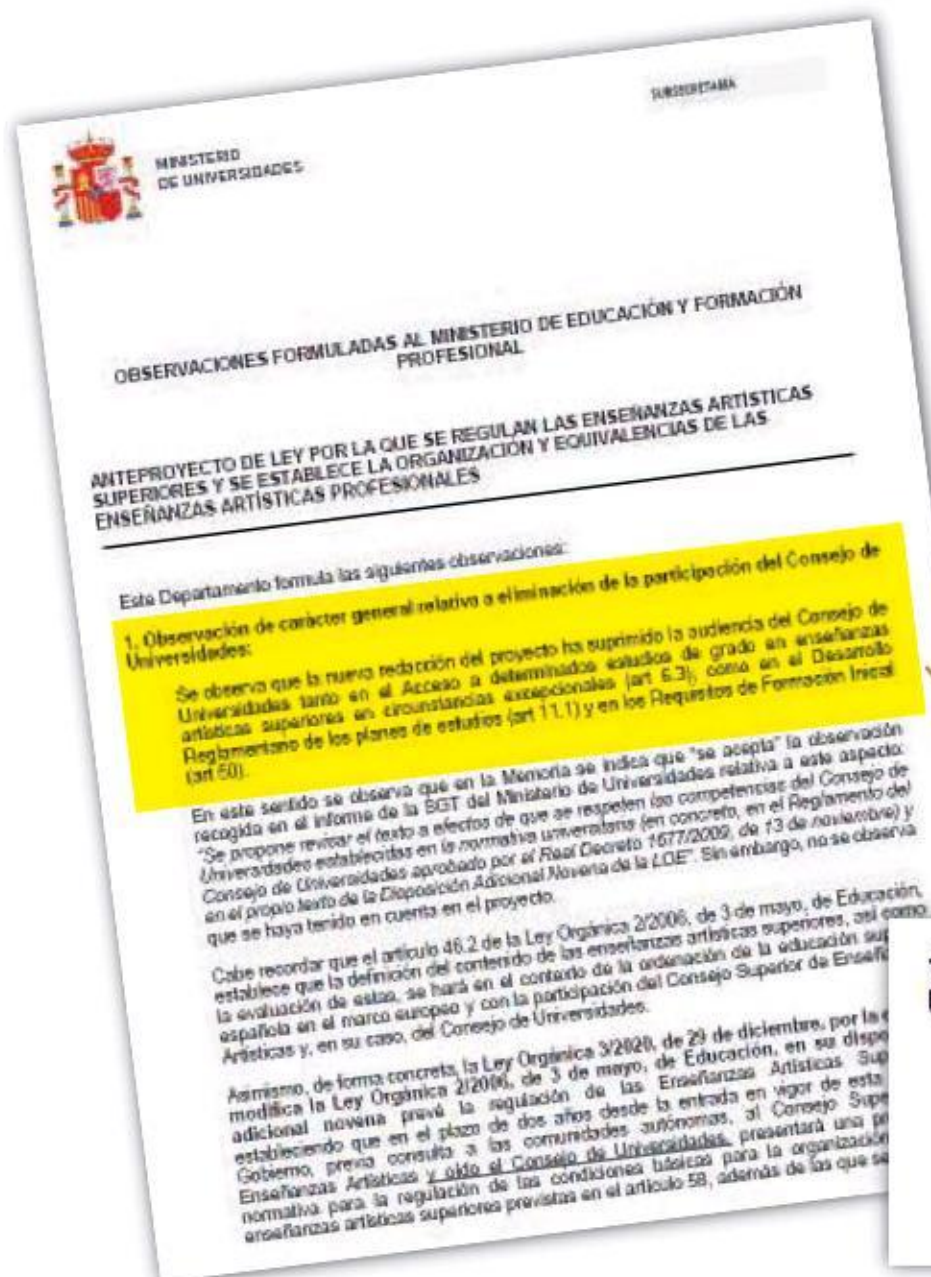 SUBSECRETARIA
MINISTERIO
DE UNIVERSIDADES
OBSERVACIONES FORMULADAS AL MINISTERIO DE EDUCACIÓN Y FORMACIÓN
PROFESIONAL
ANTEPROYECTO DE LEY POR LA QUE SE REGULAN LAS ENSEÑANZAS ARTÍSTICAS
SUPERIORES Y SE ESTABLECE LA ORGANIZACIÓN Y EQUIVALENCIAS DE LAS
ENSEÑANZAS ARTÍSTICAS PROFESIONALES
Este Departamento formula las siguientes observaciones:
1. Observación de carácter general relativa a eliminación de la participación del Consejo de
Universidades:
Se observa que la nueva redacción del proyecto ha suprimido la audiencia del Consejo de
Universidades tanto en el Acceso a determinados estudios de grado en enseñanzas
artísticas superiores en circunstancias excepcionales (art 6.3), como en el Desarrollo
Reglamentario de los planes de estudios (art 11.1) y en los Requisitos de Formación Inicial
(art 60).
En este sentido se observa que en la Memoria se indica que "se acepta" la observación
recogida en el informe de la SGT del Ministerio de Universidades relativa a este aspecto:
"Se propone revisar el texto a efectos de que se respeten las competencias del Consejo de
Universidades establecidas en la normativa universitaria (en concreto, en el Reglamento del
Consejo de Universidades aprobado por el Real Decreto 1677/2009, de 13 de noviembre) y
en el propio texto de la Disposición Adicional Novena de la LOE". Sin embargo, no se observa
que se haya tenido en cuenta en el proyecto.
Cabe recordar que el artículo 46.2 de la Ley Orgánica 2/2006, de 3 de mayo, de Educación,
establece que la definición del contenido de las enseñanzas artísticas superiores, así como
la evaluación de estas, se hará en el contexto de la ordenación de la educación
española en el marco europeo y con la participación del Consejo Superior de
Artísticas y, en su caso, del Consejo de Universidades.
Asimismo, de forma concreta, la Ley Orgánica 3/2020, de 29 de diciembre, por la
modifica la Ley Orgánica 2/2006, de 3 de mayo, de Educación, en su
adicional novena prevé la regulación de las Enseñanzas Artísticas
estableciendo que en el plazo de dos años desde la entrada en vigor de esta
Gobierno, previa consulta a las comunidades autónomas, al Consejo
Enseñanzas Artísticas y oído el Consejo de Universidades, presentará una
normativa para la regulación de las condiciones básicas para la organización
enseñanzas artísticas superiores previstas en el artículo 58, además de las que